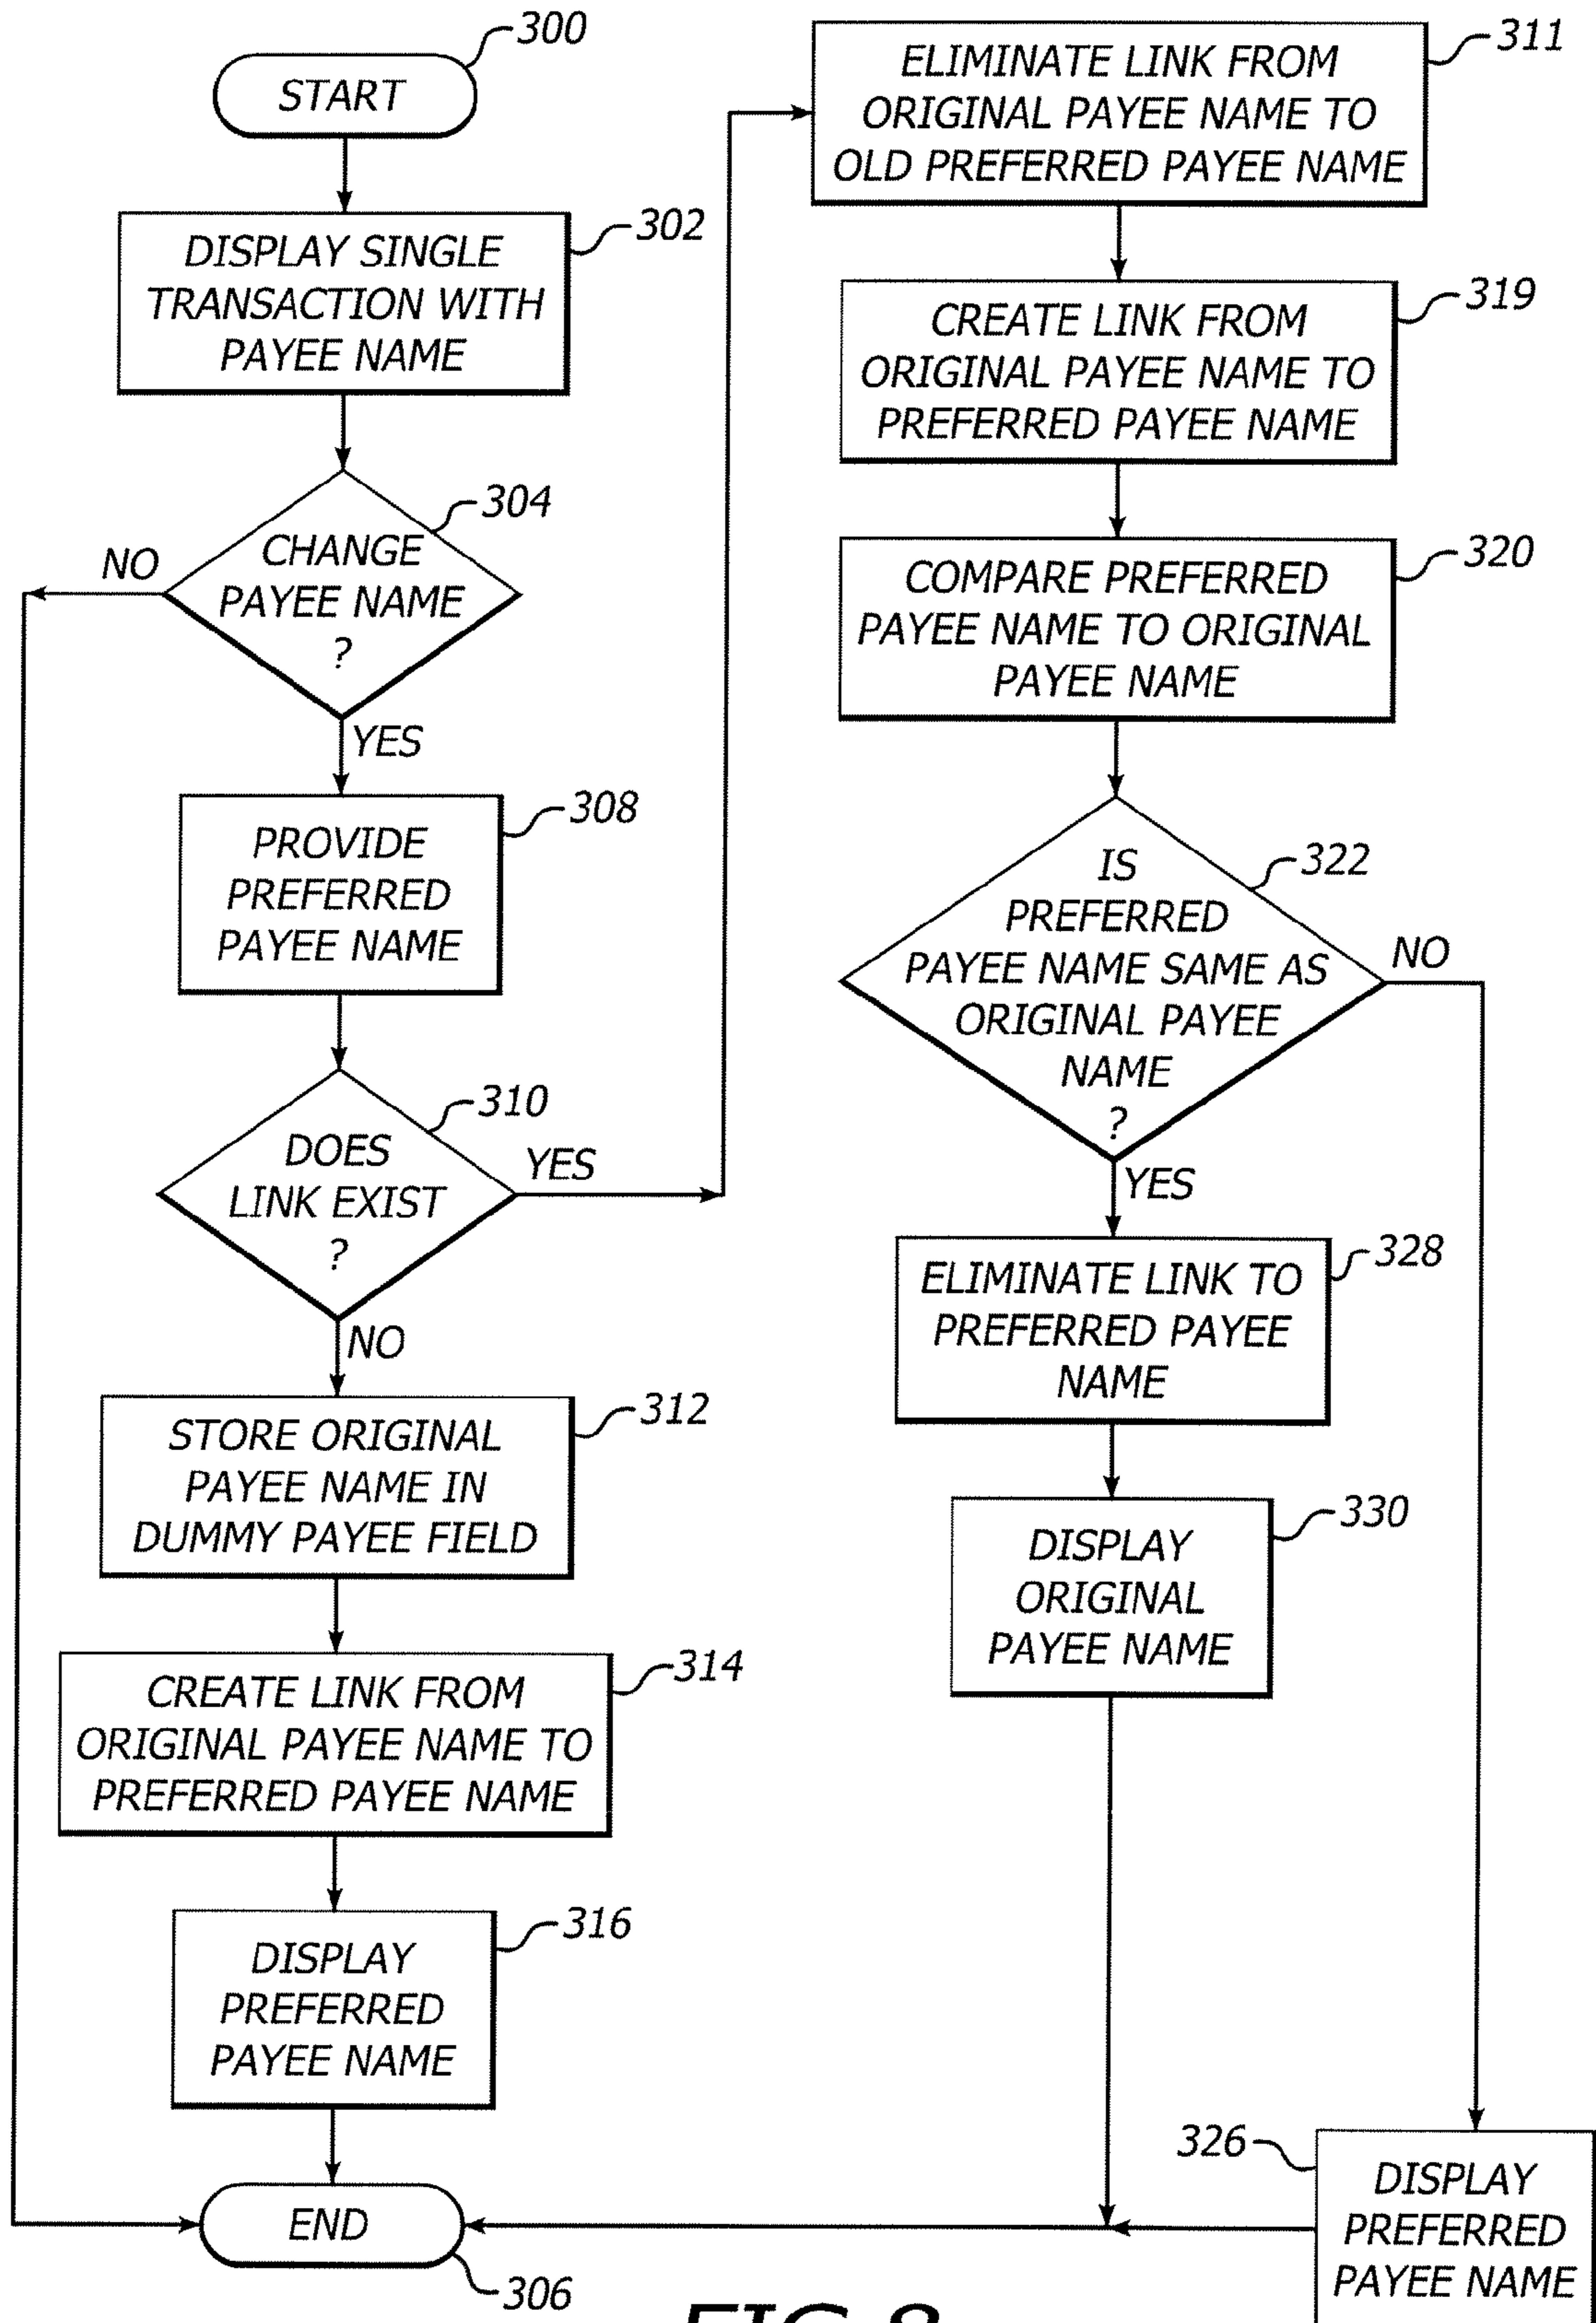 300
START
302
DISPLAY SINGLE
TRANSACTION WITH
PAYEE NAME
304
CHANGE
PAYEE NAME
?
NO
YES
308
PROVIDE
PREFERRED
PAYEE NAME
310
DOES
LINK EXIST
?
YES
NO
312
STORE ORIGINAL
PAYEE NAME IN
DUMMY PAYEE FIELD
314
CREATE LINK FROM
ORIGINAL PAYEE NAME TO
PREFERRED PAYEE NAME
316
DISPLAY
PREFERRED
PAYEE NAME
END
306
311
ELIMINATE LINK FROM
ORIGINAL PAYEE NAME TO
OLD PREFERRED PAYEE NAME
319
CREATE LINK FROM
ORIGINAL PAYEE NAME TO
PREFERRED PAYEE NAME
320
COMPARE PREFERRED
PAYEE NAME TO ORIGINAL
PAYEE NAME
322
IS
PREFERRED
PAYEE NAME SAME AS
ORIGINAL PAYEE
NAME
?
NO
YES
328
ELIMINATE LINK TO
PREFERRED PAYEE
NAME
330
DISPLAY
ORIGINAL
PAYEE NAME
326
DISPLAY
PREFERRED
PAYEE NAME
FIG. 8